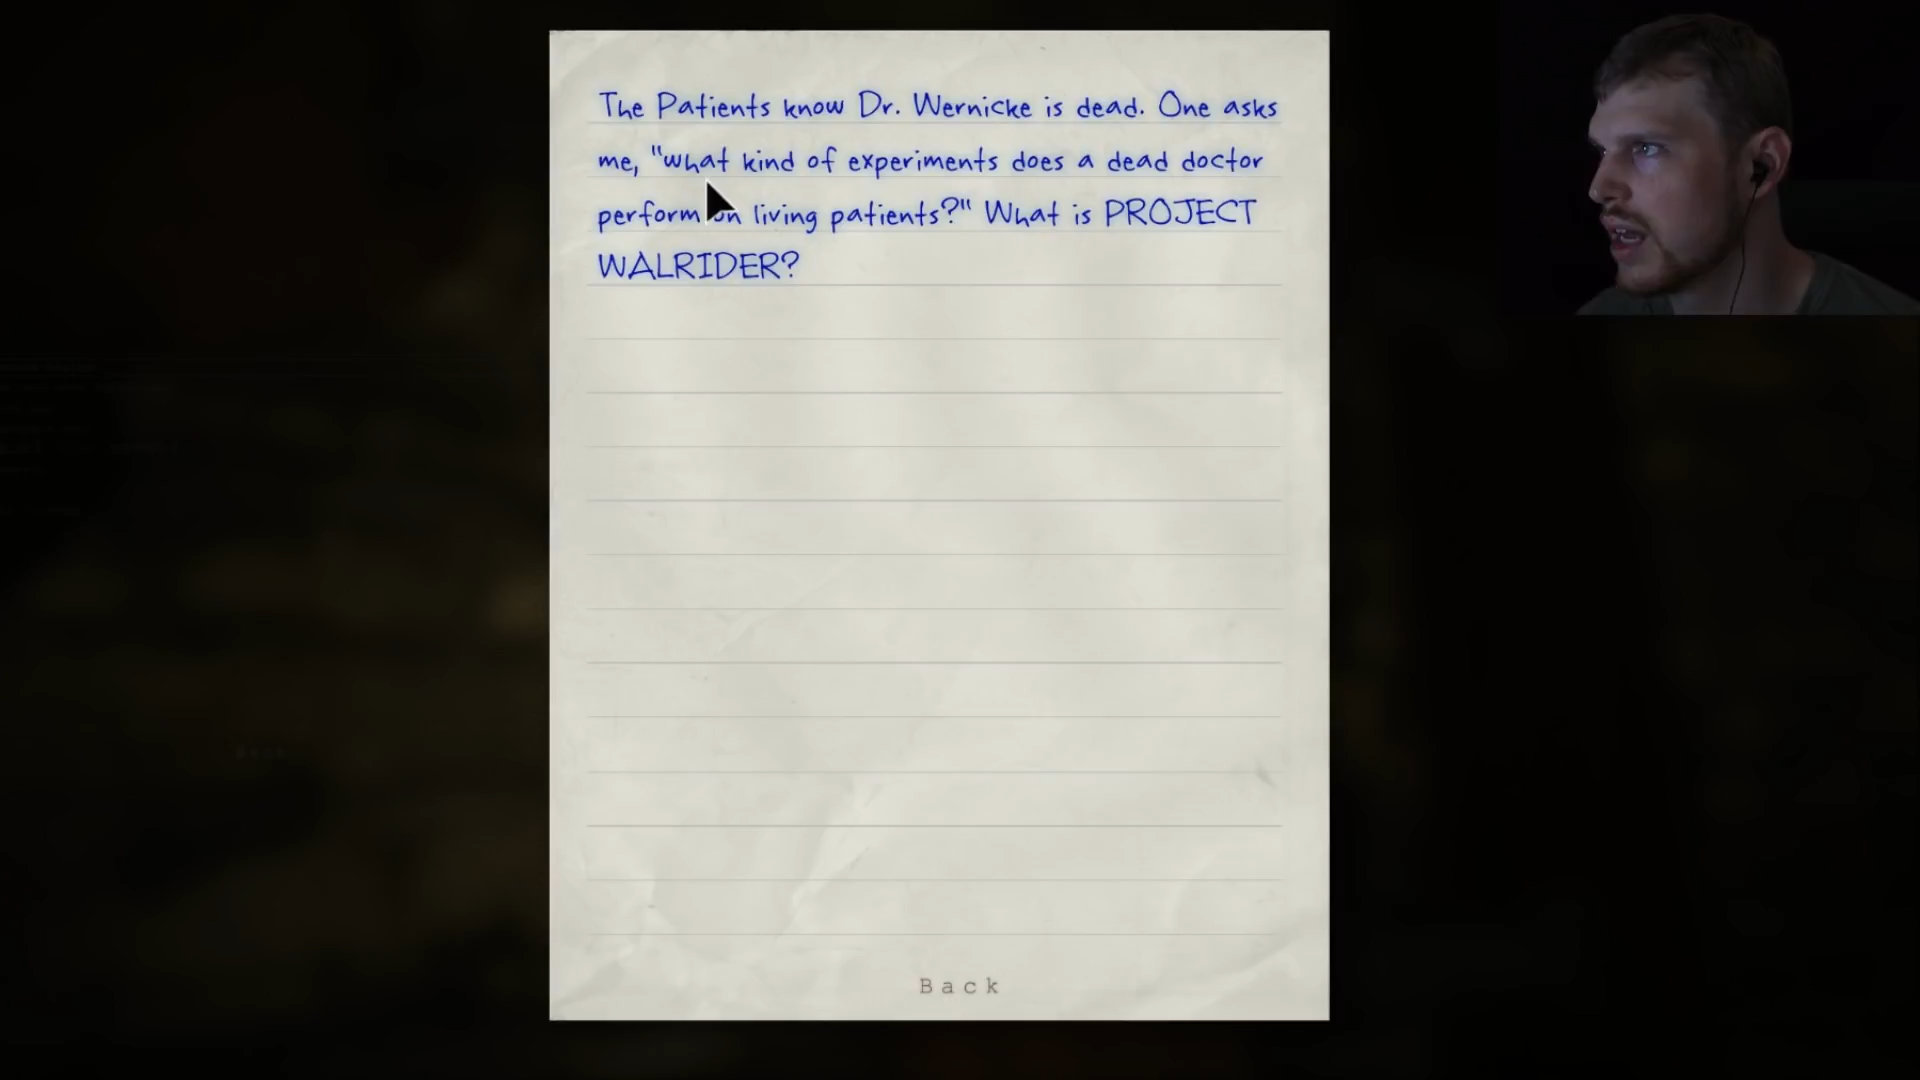 The Patients know Dr. Wernicke is dead. One asks
me, "what kind of experiments does a dead doctor
perform on living patients?" What is PROJECT
WALRIDER?
Back